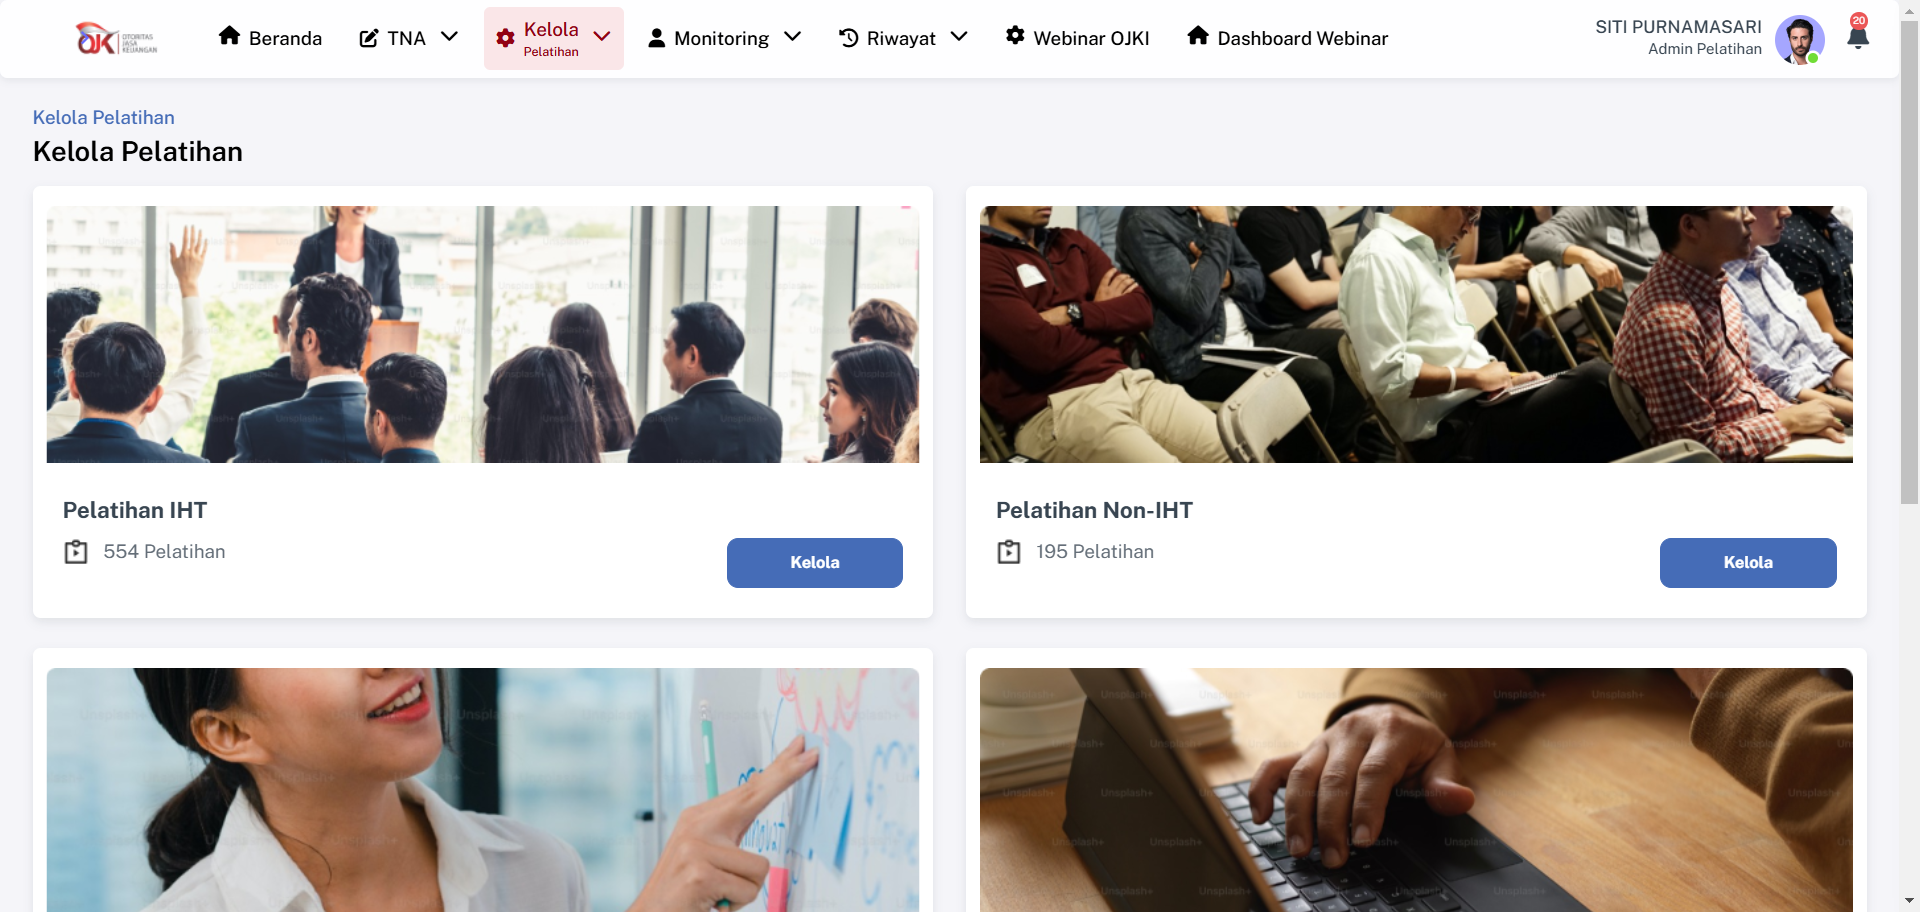 OJK OTORITAS
JASA
KEUANGAN
Beranda
TNA
Kelola
Pelatihan
Monitoring
Riwayat
Webinar OJKI
Dashboard Webinar
SITI PURNAMASARI
Admin Pelatihan
20
Kelola Pelatihan
Kelola Pelatihan
Pelatihan IHT
554 Pelatihan
Kelola
Pelatihan Non-IHT
195 Pelatihan
Kelola